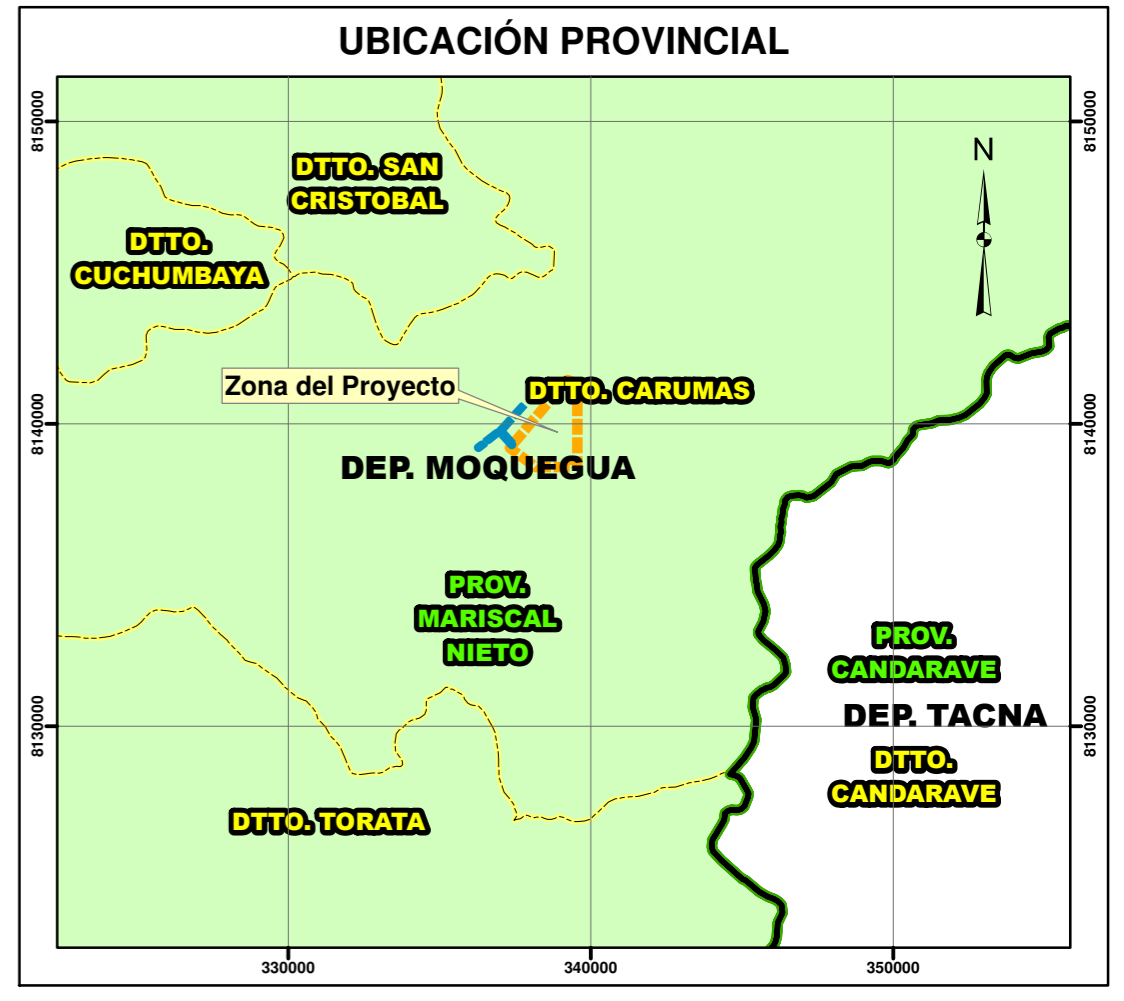 UBICACIÓN PROVINCIAL
8150000
8150000
N
DTTO. SAN
CRISTOBAL
DTTO.
CUCHUMBAYA
Zona del Proyecto
DTTO. CARUMAS
8140000
8140000
DEP. MOQUEGUA
PROV.
MARISCAL
NIETO
PROV.
CANDARAVE
DEP. TACNA
8130000
8130000
DTTO.
CANDARAVE
DTTO. TORATA
330000
340000
350000